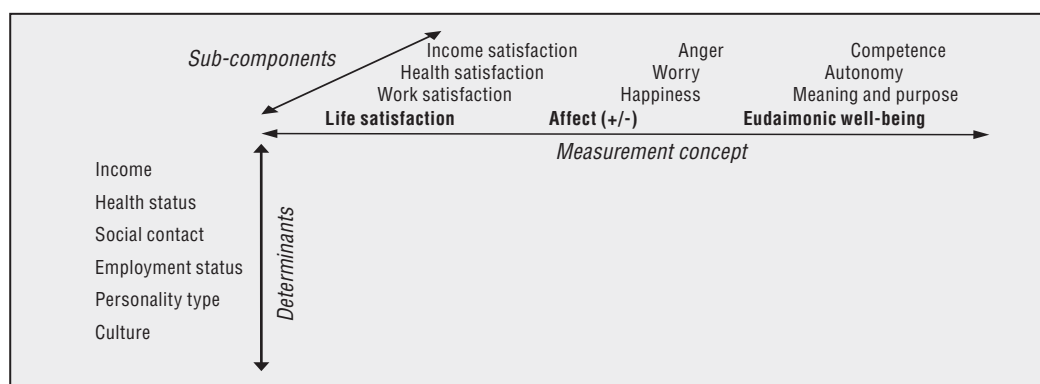 Sub-components
Income satisfaction Anger Competence
Health satisfaction Worry Autonomy
Work satisfaction Happiness Meaning and purpose
Life satisfaction Affect (+/-) Eudaimonic well-being
Measurement concept
Income
Health status
Social contact
Employment status
Personality type
Culture
Determinants